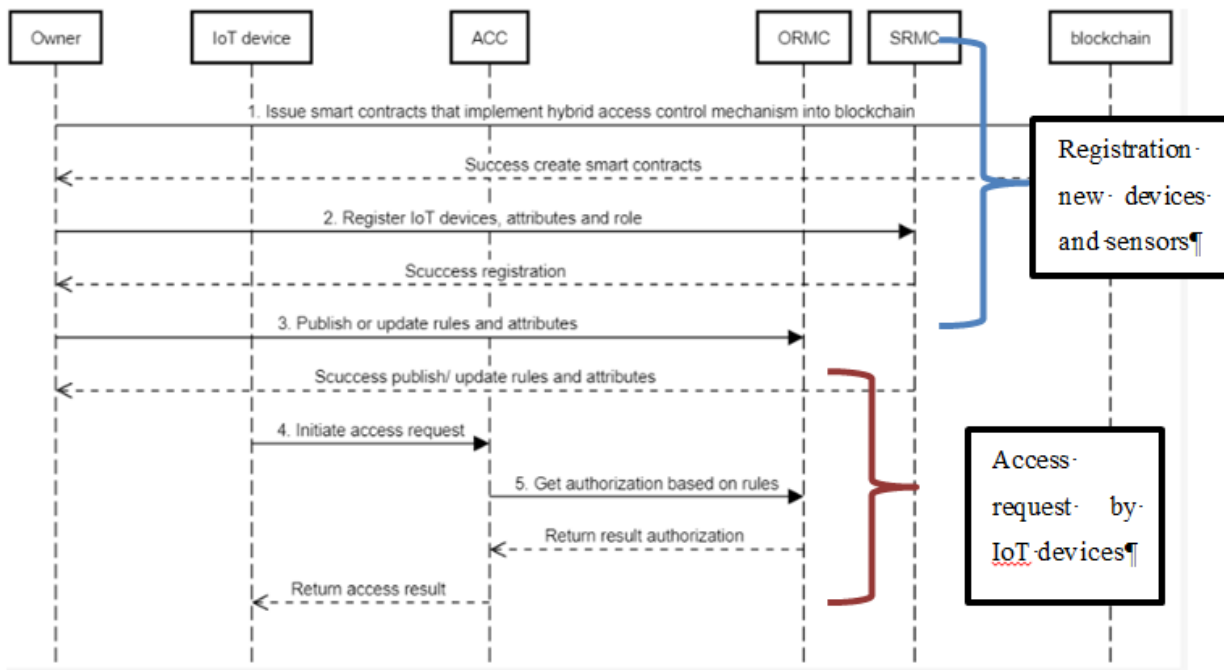 Owner
IoT device
ACC
ORMC
SRMC
blockchain
1. Issue smart contracts that implement hybrid access control mechanism into blockchain
Success create smart contracts
2. Register IoT devices, attributes and role
Scuccess registration
3. Publish or update rules and attributes
Scuccess publish/ update rules and attributes
4. Initiate access request
5. Get authorization based on rules
Return result authorization
Return access result
Registration·
new· devices·
and·sensors¶
Access·
request· by·
IoT·devices¶